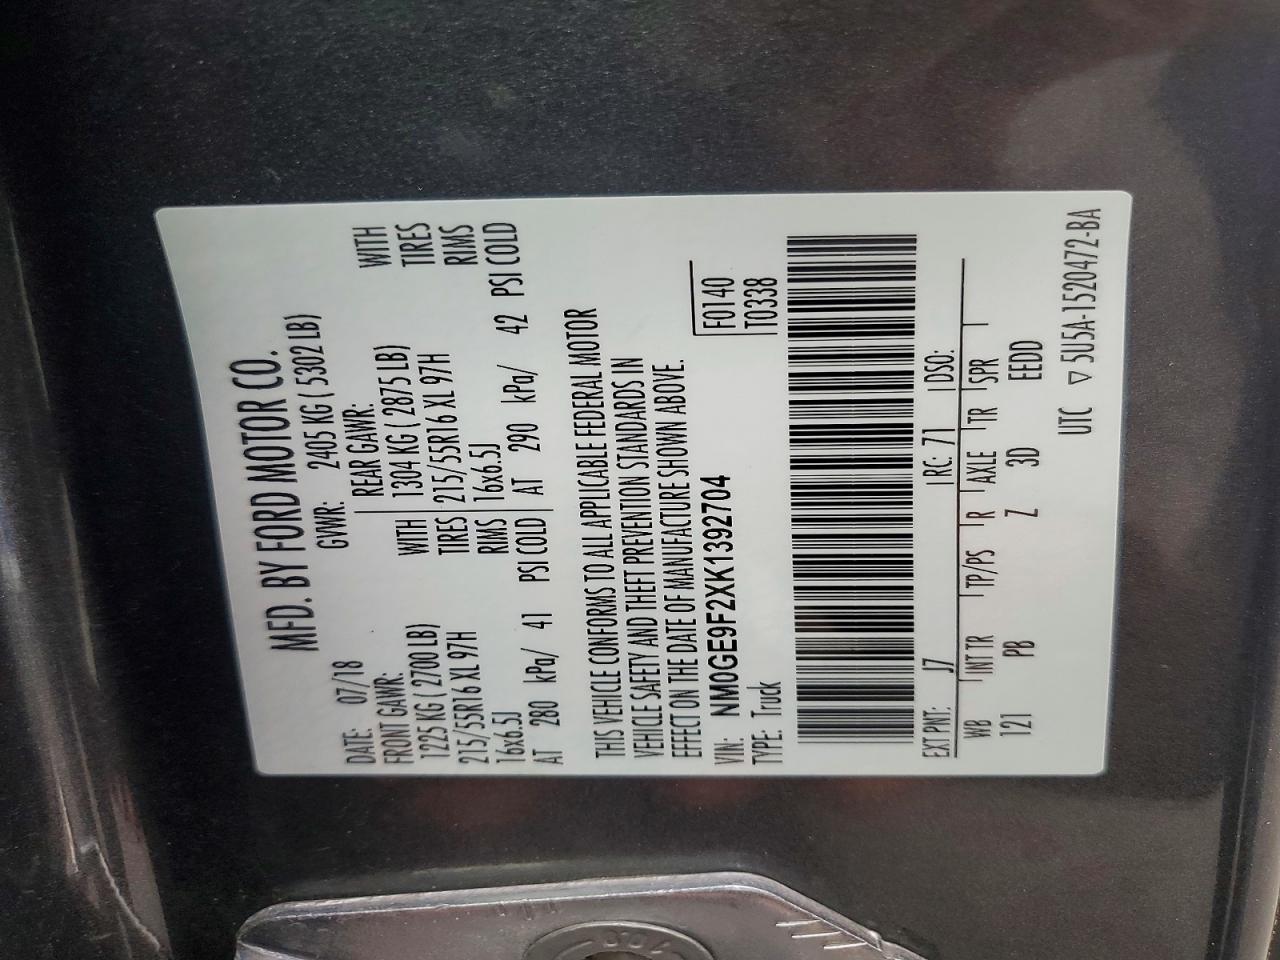 MFD. BY FORD MOTOR CO.
DATE: 07/18 GVWR: 2405 KG ( 5302 LB)
FRONT GAWR: REAR GAWR:
1225 KG ( 2700 LB) WITH 1304 KG ( 2875 LB) WITH
215/55R16 XL 97H TIRES 215/55R16 XL 97H TIRES
16x6.5J RIMS 16x6.5J RIMS
AT 280 kPa/ 41 PSI COLD AT 290 kPa/ 42 PSI COLD
THIS VEHICLE CONFORMS TO ALL APPLICABLE FEDERAL MOTOR
VEHICLE SAFETY AND THEFT PREVENTION STANDARDS IN
EFFECT ON THE DATE OF MANUFACTURE SHOWN ABOVE.
VIN: NM0GE9F2XK1392704 F0140
TYPE: Truck T0338
EXT PNT: J7 RC: 71 DSO:
WB INT TR TP/PS R AXLE TR SPR
121 PB Z 3D EEDD
UTC ▽ 5U5A-1520472-BA